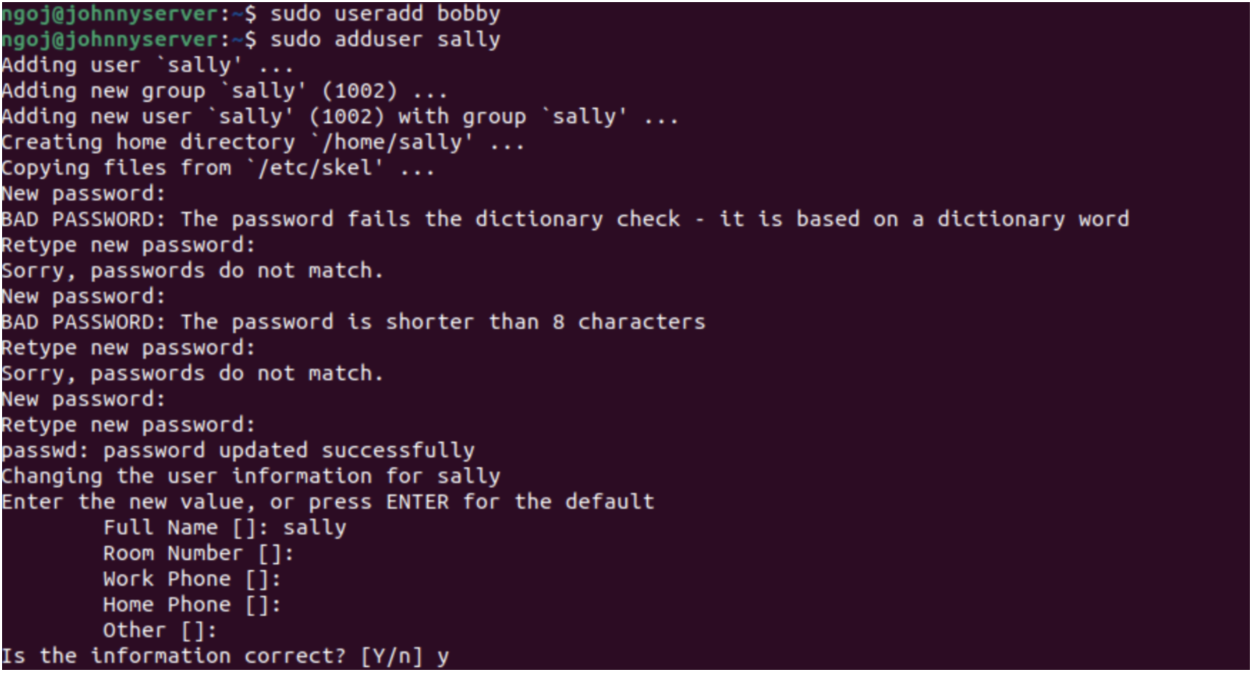 ngoj@johnnyserver:~$ sudo useradd bobby
ngoj@johnnyserver:~$ sudo adduser sally
Adding user `sally' ...
Adding new group `sally' (1002) ...
Adding new user `sally' (1002) with group `sally' ...
Creating home directory `/home/sally' ...
Copying files from `/etc/skel' ...
New password:
BAD PASSWORD: The password fails the dictionary check - it is based on a dictionary word
Retype new password:
Sorry, passwords do not match.
New password:
BAD PASSWORD: The password is shorter than 8 characters
Retype new password:
Sorry, passwords do not match.
New password:
Retype new password:
passwd: password updated successfully
Changing the user information for sally
Enter the new value, or press ENTER for the default
        Full Name []: sally
        Room Number []:
        Work Phone []:
        Home Phone []:
        Other []:
Is the information correct? [Y/n] y